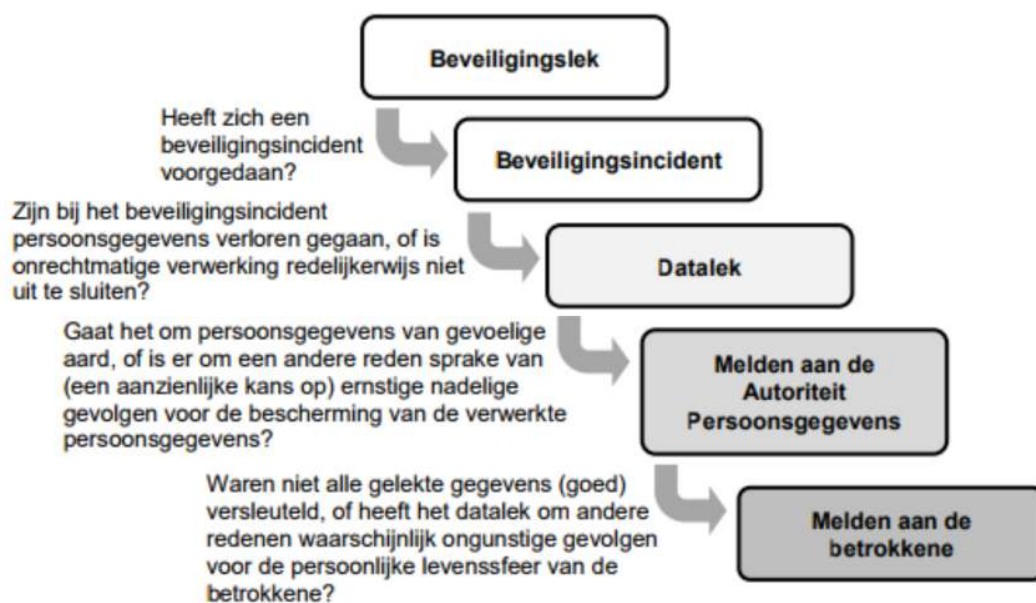 Beveiligingslek
Heeft zich een
beveiligingsincident
voorgedaan?
Beveiligingsincident
Zijn bij het beveiligingsincident
persoonsgegevens verloren gegaan, of is
onrechtmatige verwerking redelijkerwijs niet
uit te sluiten?
Datalek
Gaat het om persoonsgegevens van gevoelige
aard, of is er om een andere reden sprake van
(een aanzienlijke kans op) ernstige nadelige
gevolgen voor de bescherming van de verwerkte
persoonsgegevens?
Melden aan de
Autoriteit
Persoonsgegevens
Waren niet alle gelekte gegevens (goed)
versleuteld, of heeft het datalek om andere
redenen waarschijnlijk ongunstige gevolgen
voor de persoonlijke levenssfeer van de
betrokkene?
Melden aan de
betrokkene